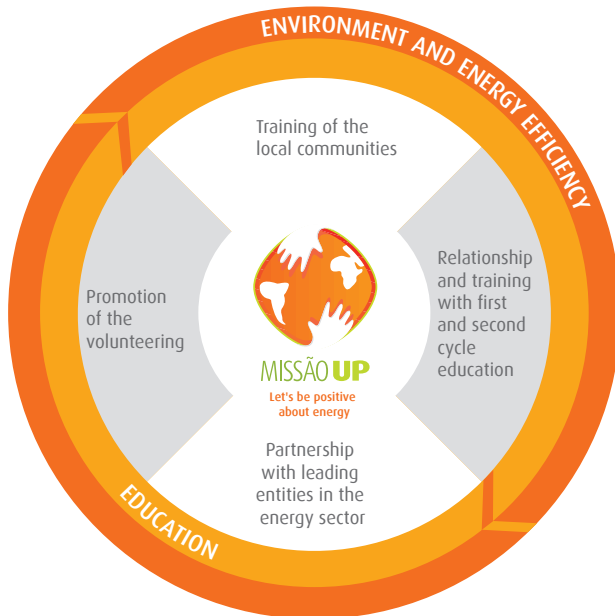 ENVIRONMENT AND ENERGY EFFICIENCY
Training of the
local communities
Promotion
of the
volunteering
Relationship
and training
with first
and second
cycle
education
MISSÃO UP
Let's be positive
about energy
Partnership
with leading
entities in the
energy sector
EDUCATION